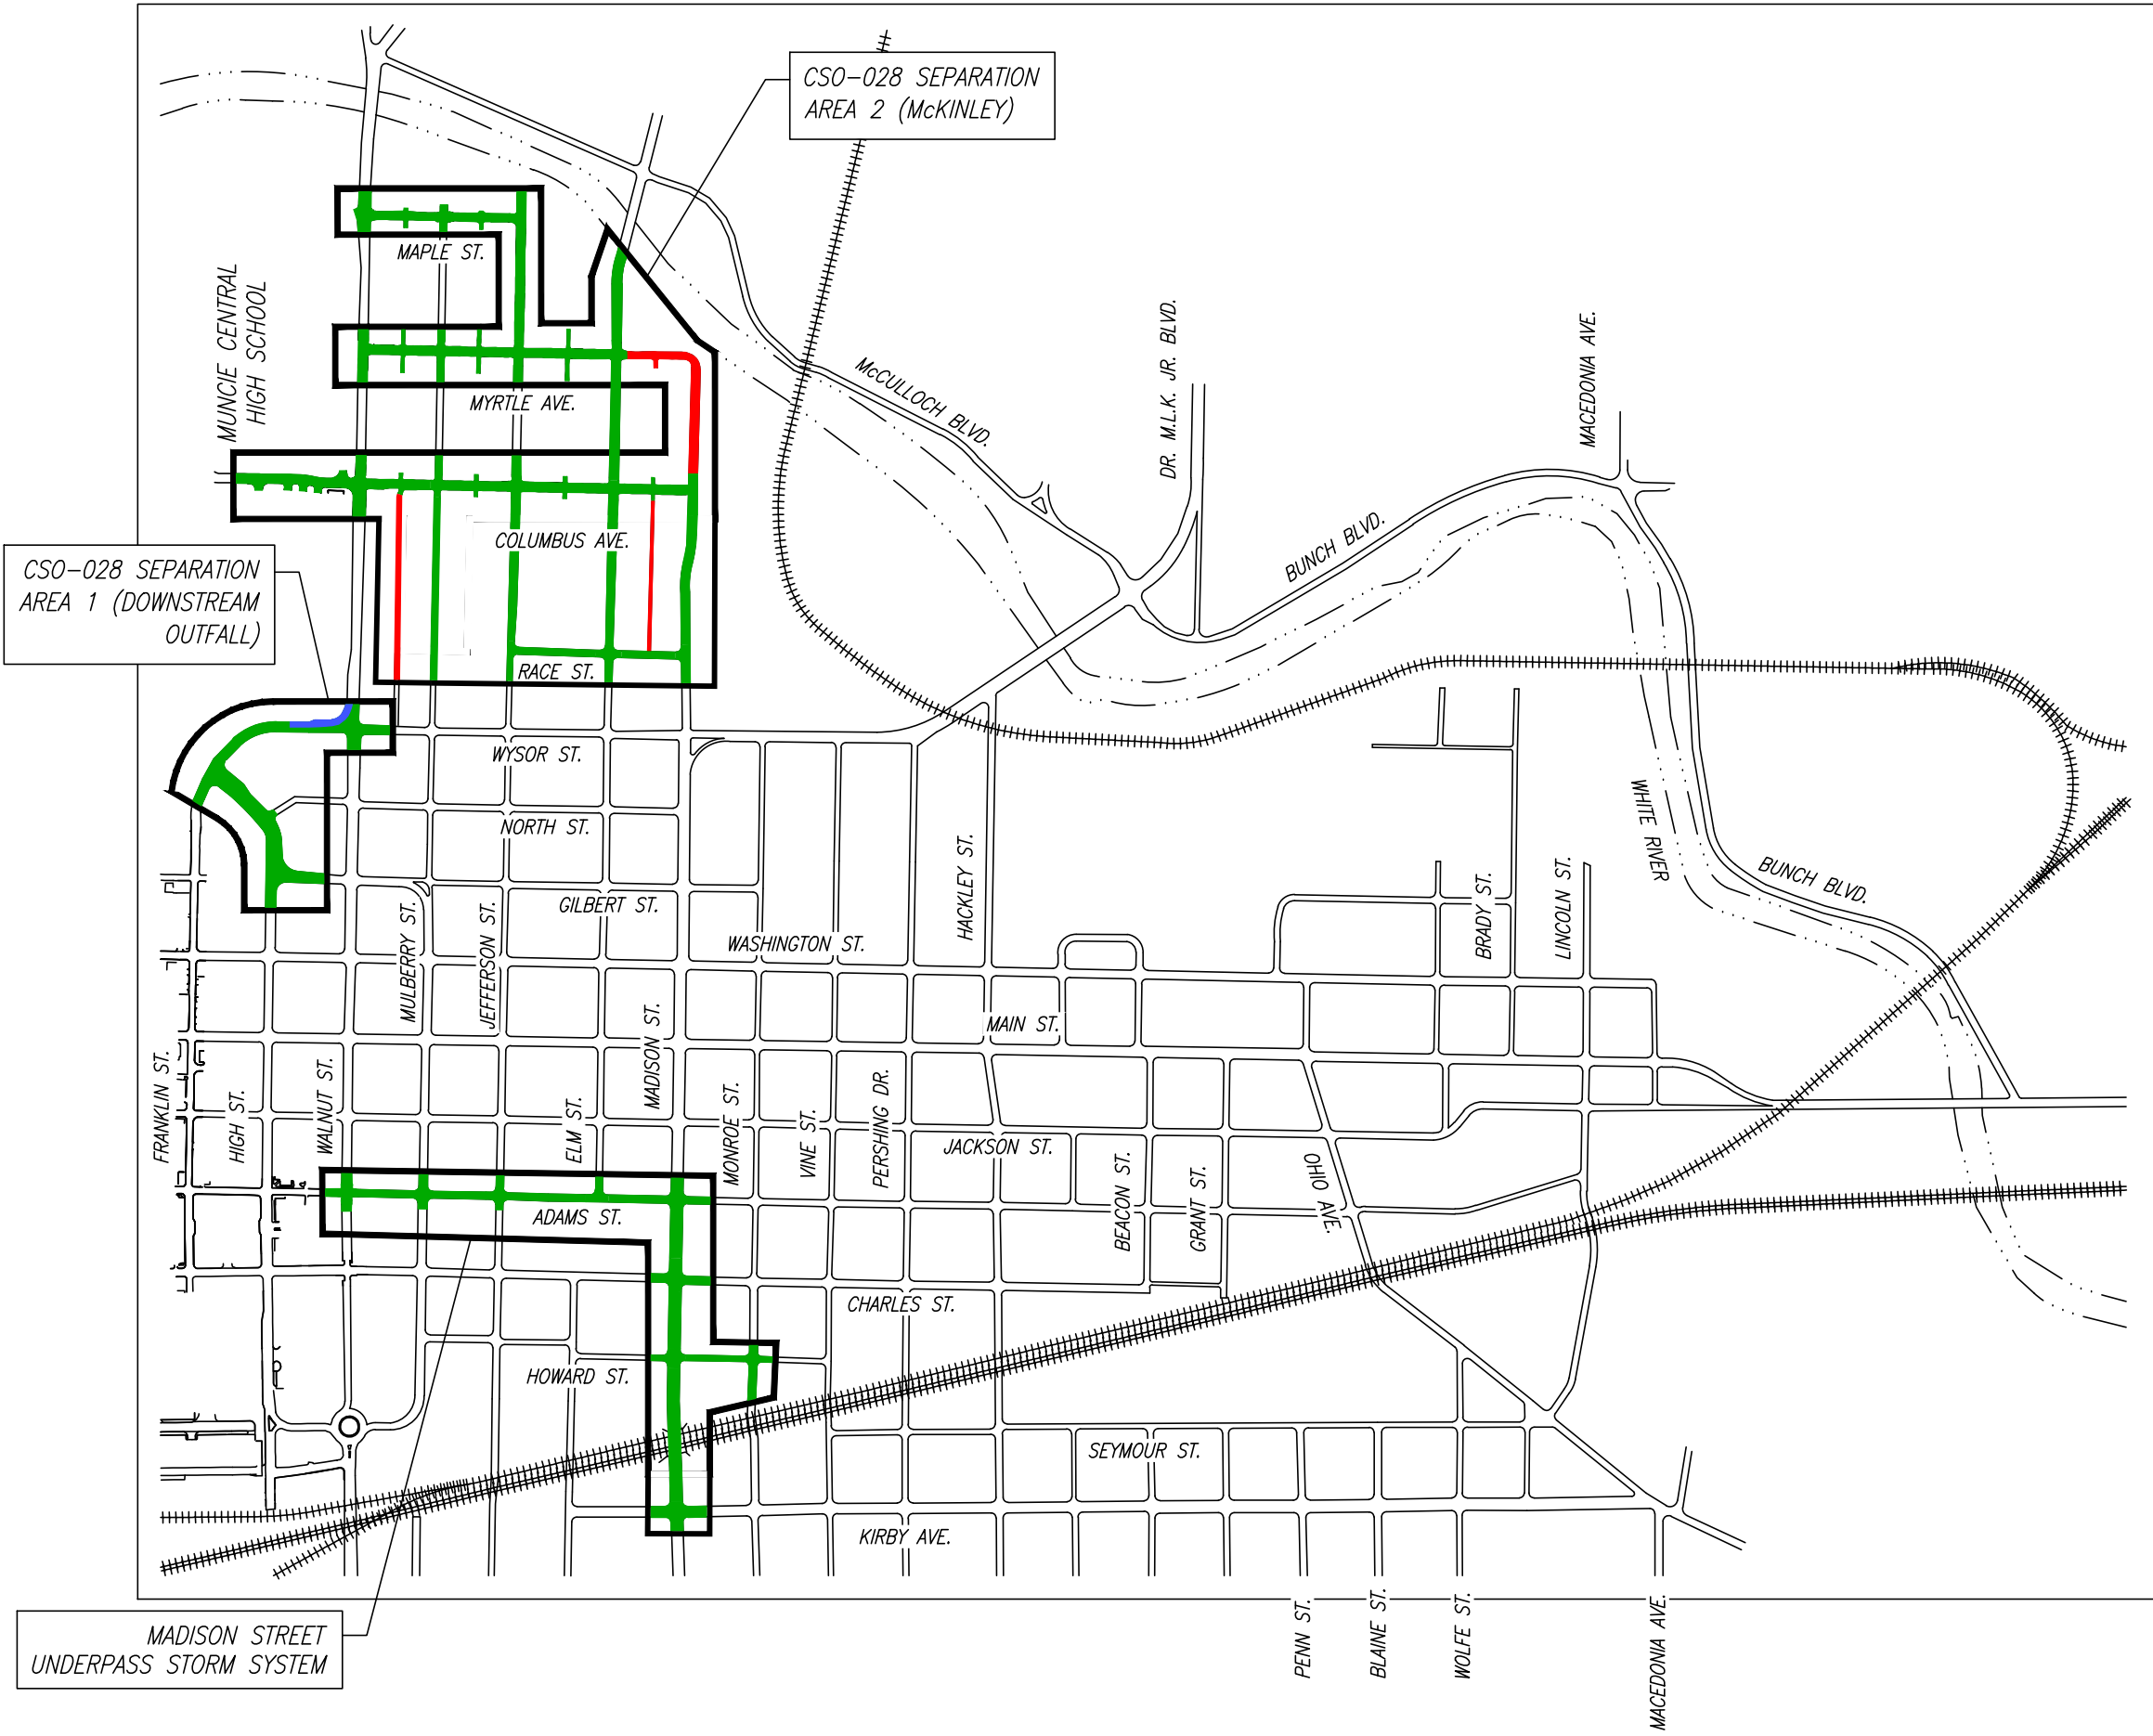 CSO-028 SEPARATION
AREA 2 (McKINLEY)
MAPLE ST.
MUNCIE CENTRAL
HIGH SCHOOL
MYRTLE AVE.
McCULLOCH BLVD.
DR. M.L.K. JR. BLVD.
MACEDONIA AVE.
COLUMBUS AVE.
BUNCH BLVD.
CSO-028 SEPARATION
AREA 1 (DOWNSTREAM
OUTFALL)
RACE ST.
WYSOR ST.
NORTH ST.
WHITE RIVER
BUNCH BLVD.
GILBERT ST.
WASHINGTON ST.
HACKLEY ST.
BRADY ST.
LINCOLN ST.
MULBERRY ST.
JEFFERSON ST.
MADISON ST.
MAIN ST.
FRANKLIN ST.
HIGH ST.
WALNUT ST.
ELM ST.
MONROE ST.
VINE ST.
PERSHING DR.
JACKSON ST.
BEACON ST.
GRANT ST.
OHIO AVE.
ADAMS ST.
CHARLES ST.
HOWARD ST.
SEYMOUR ST.
KIRBY AVE.
MADISON STREET
UNDERPASS STORM SYSTEM
PENN ST.
BLAINE ST.
WOLFE ST.
MACEDONIA AVE.